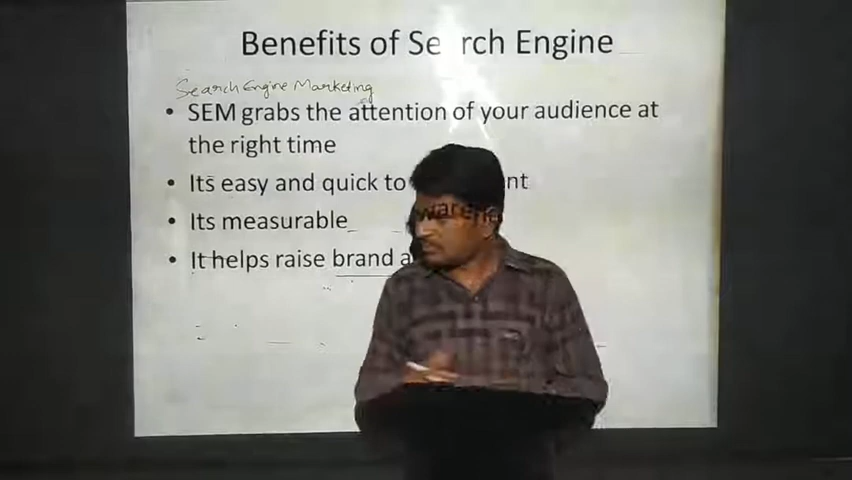 Benefits of Se rch Engine
Search Engine Marketing
• SEM grabs the attention of your audience at
the right time
• Its easy and quick to nt
• Its measurable
• It helps raise brand a